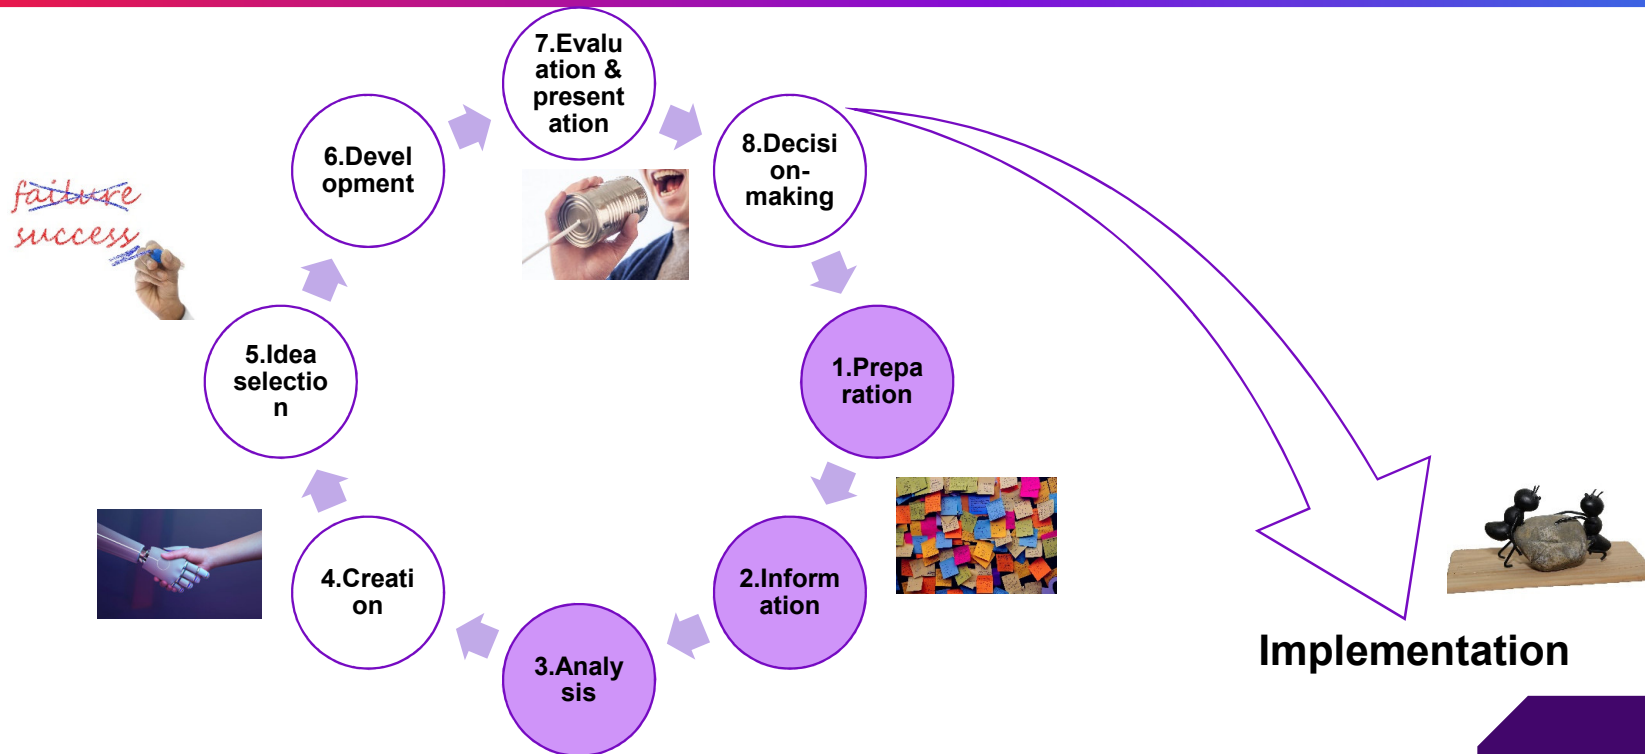 7.Evalu
ation &
present
ation
8.Decisi
on-
making
1.Prepa
ration
2.Inform
ation
3.Analy
sis
4.Creati
on
5.Idea
selectio
n
6.Devel
opment
failure
success
Implementation